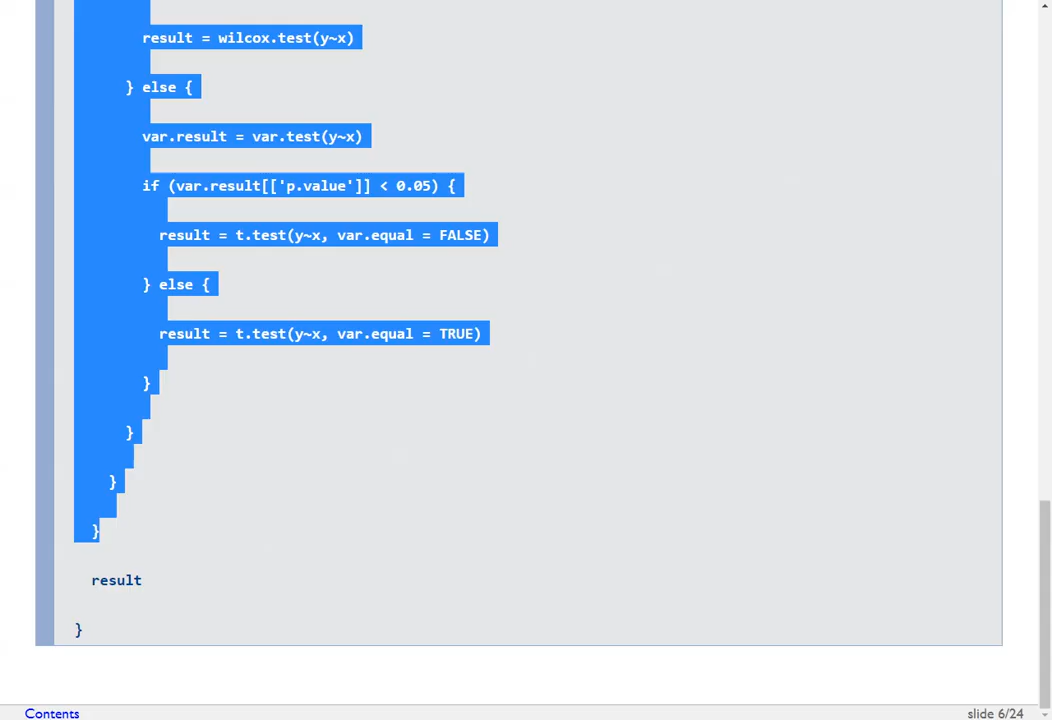 result = wilcox.test(y~x)
} else {
var.result = var.test(y~x)
if (var.result[['p.value']] < 0.05) {
result = t.test(y~x, var.equal = FALSE)
} else {
result = t.test(y~x, var.equal = TRUE)
}
}
}
}
result
}
Contents
slide 6/24